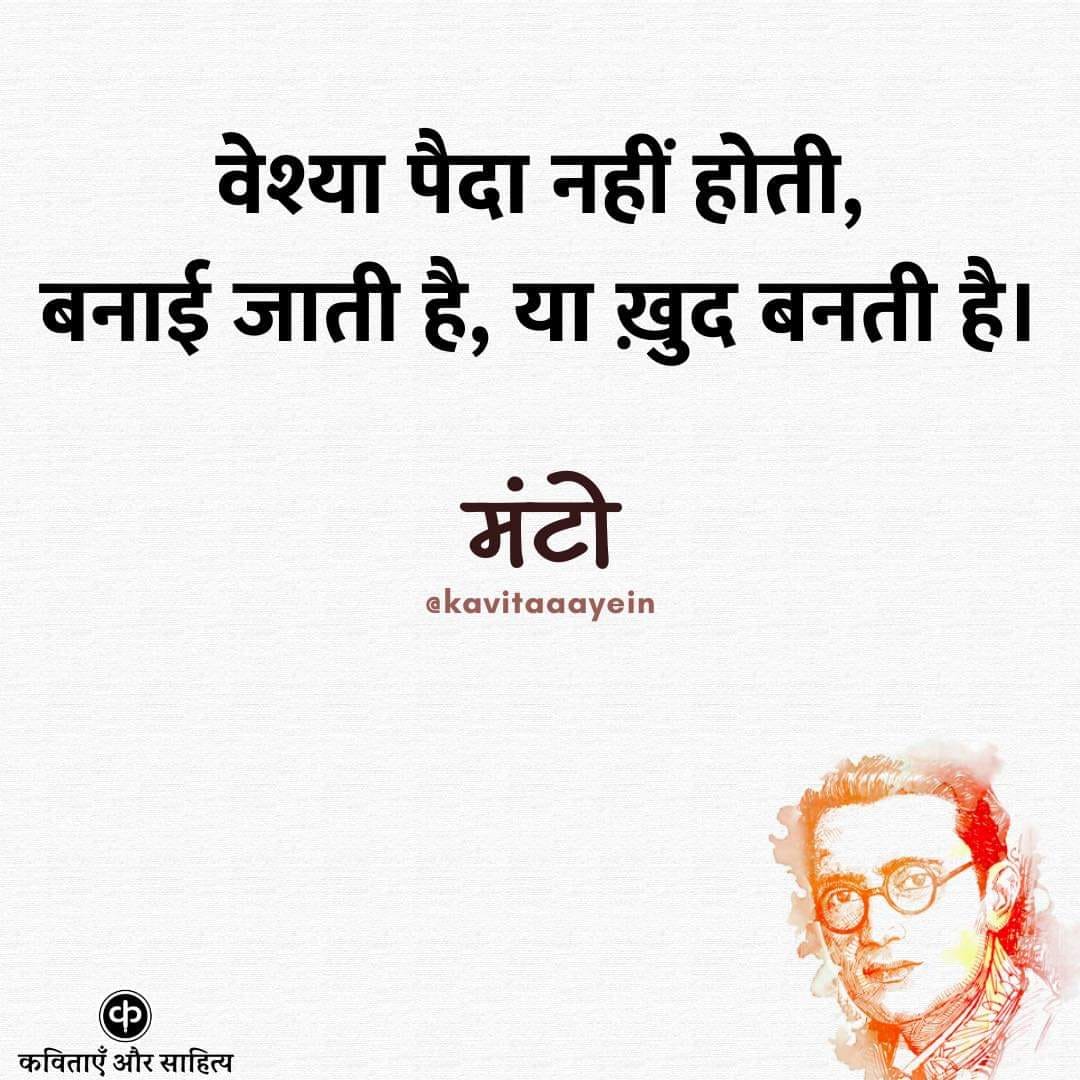 वेश्या पैदा नहीं होती,
बनाई जाती है, या ख़ुद बनती है।
मंटो
@kavitaaayein
क
कविताएँ और साहित्य